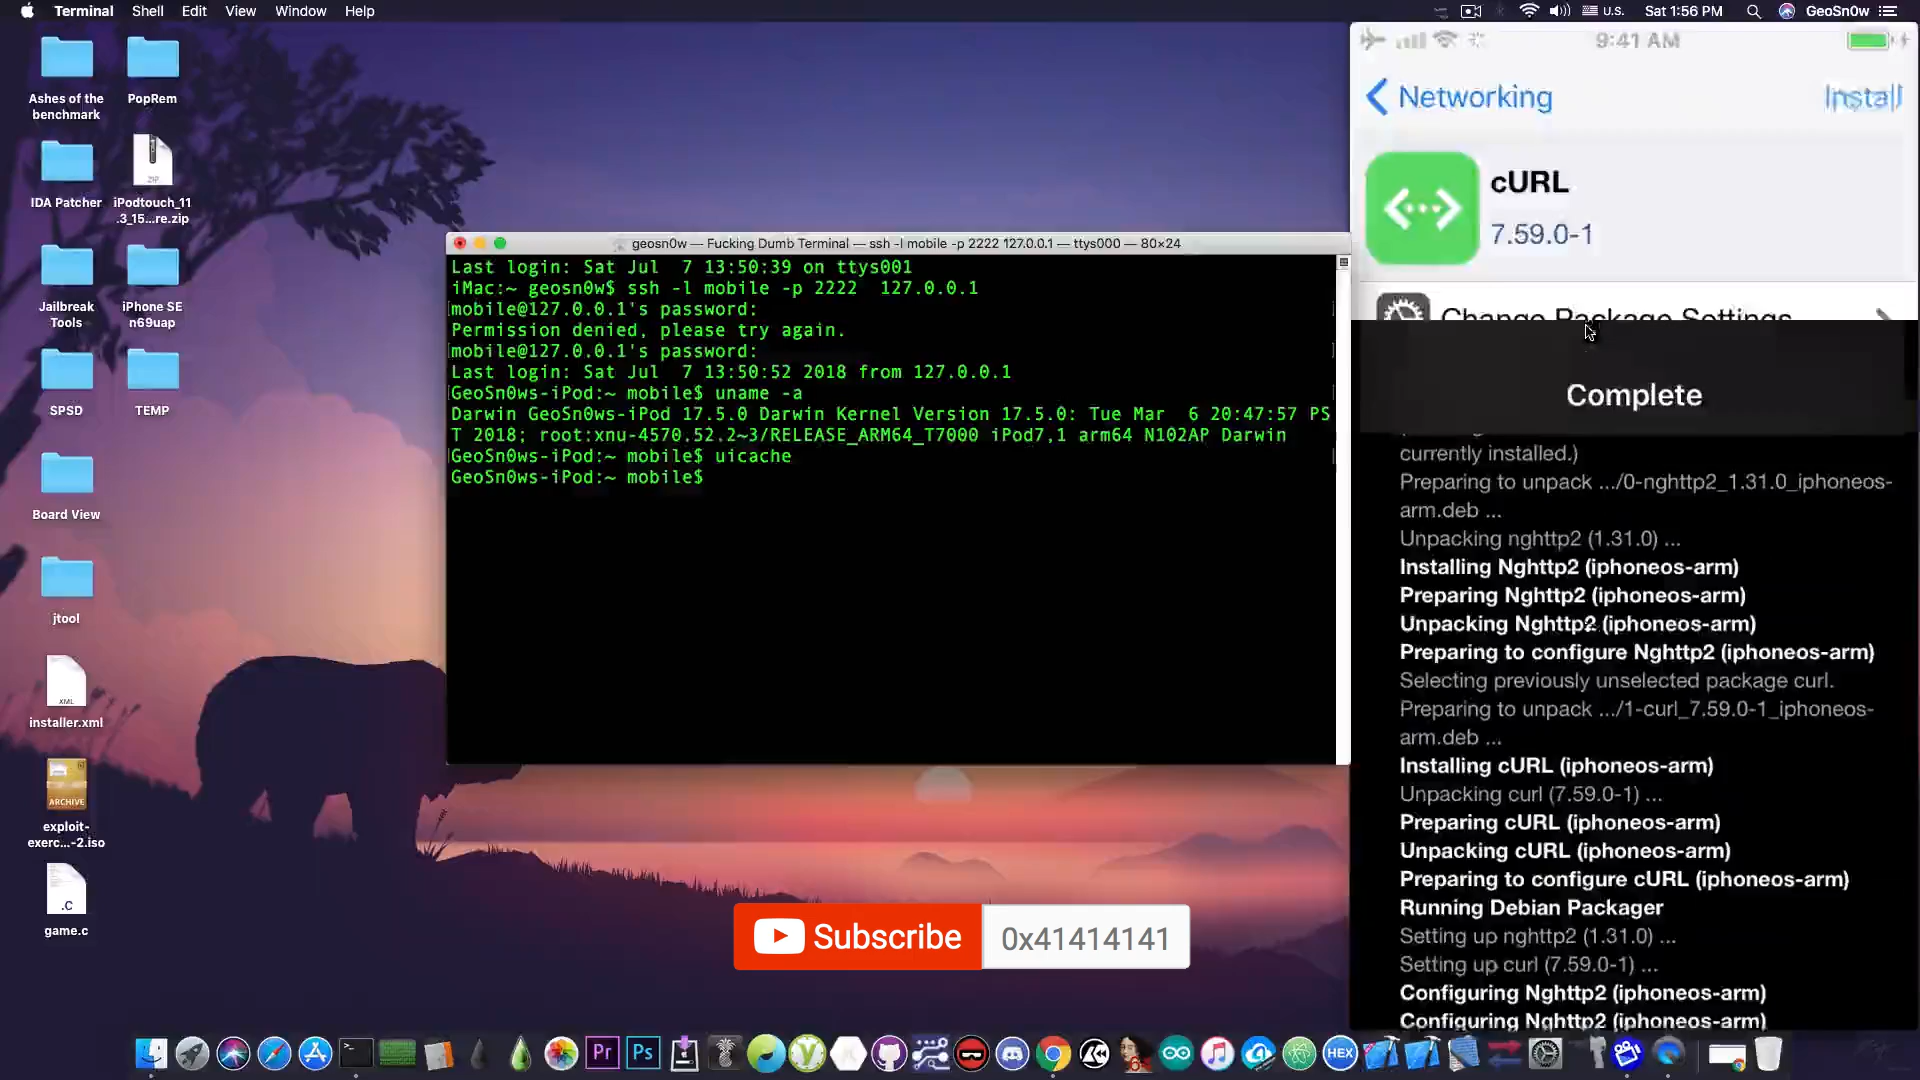 Terminal Shell Edit View Window Help
U.S. Sat 1:56 PM GeoSn0w
Ashes of the
benchmark
PopRem
IDA Patcher
ZIP
iPodtouch_11
.3_15...re.zip
Jailbreak
Tools
iPhone SE
n69uap
SPSD
TEMP
Board View
jtool
XML
installer.xml
ARCHIVE
exploit-
exerc...-2.iso
.C
game.c
geosn0w — Fucking Dumb Terminal — ssh -l mobile -p 2222 127.0.0.1 — ttys000 — 80×24
Last login: Sat Jul  7 13:50:39 on ttys001
iMac:~ geosn0w$ ssh -l mobile -p 2222  127.0.0.1
mobile@127.0.0.1's password:
Permission denied, please try again.
mobile@127.0.0.1's password:
Last login: Sat Jul  7 13:50:52 2018 from 127.0.0.1
GeoSn0ws-iPod:~ mobile$ uname -a
Darwin GeoSn0ws-iPod 17.5.0 Darwin Kernel Version 17.5.0: Tue Mar  6 20:47:57 PS
T 2018; root:xnu-4570.52.2~3/RELEASE_ARM64_T7000 iPod7,1 arm64 N102AP Darwin
GeoSn0ws-iPod:~ mobile$ uicache
GeoSn0ws-iPod:~ mobile$
9:41 AM
Networking Install
cURL
7.59.0-1
Change Package Settings
Complete
currently installed.)
Preparing to unpack .../0-nghttp2_1.31.0_iphoneos-
arm.deb ...
Unpacking nghttp2 (1.31.0) ...
Installing Nghttp2 (iphoneos-arm)
Preparing Nghttp2 (iphoneos-arm)
Unpacking Nghttp2 (iphoneos-arm)
Preparing to configure Nghttp2 (iphoneos-arm)
Selecting previously unselected package curl.
Preparing to unpack .../1-curl_7.59.0-1_iphoneos-
arm.deb ...
Installing cURL (iphoneos-arm)
Unpacking curl (7.59.0-1) ...
Preparing cURL (iphoneos-arm)
Unpacking cURL (iphoneos-arm)
Preparing to configure cURL (iphoneos-arm)
Running Debian Packager
Setting up nghttp2 (1.31.0) ...
Setting up curl (7.59.0-1) ...
Configuring Nghttp2 (iphoneos-arm)
Configuring Nghttp2 (iphoneos-arm)
Subscribe 0x41414141
Pr Ps HEX